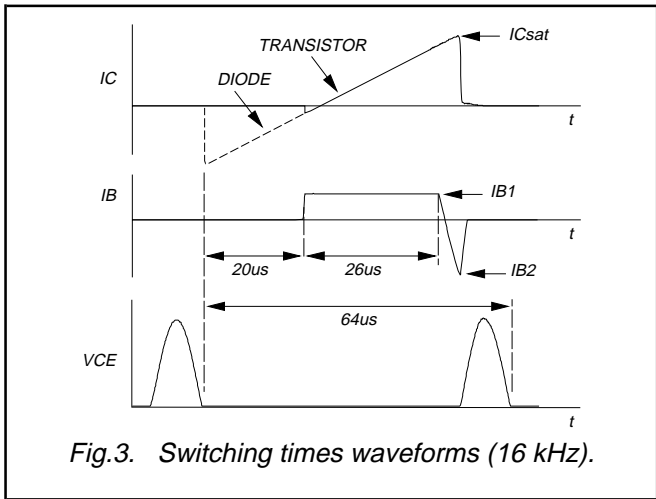 ICsat
TRANSISTOR
IC
DIODE
t
IB
IB1
t
20us
26us
IB2
64us
VCE
t
Fig.3. Switching times waveforms (16 kHz).